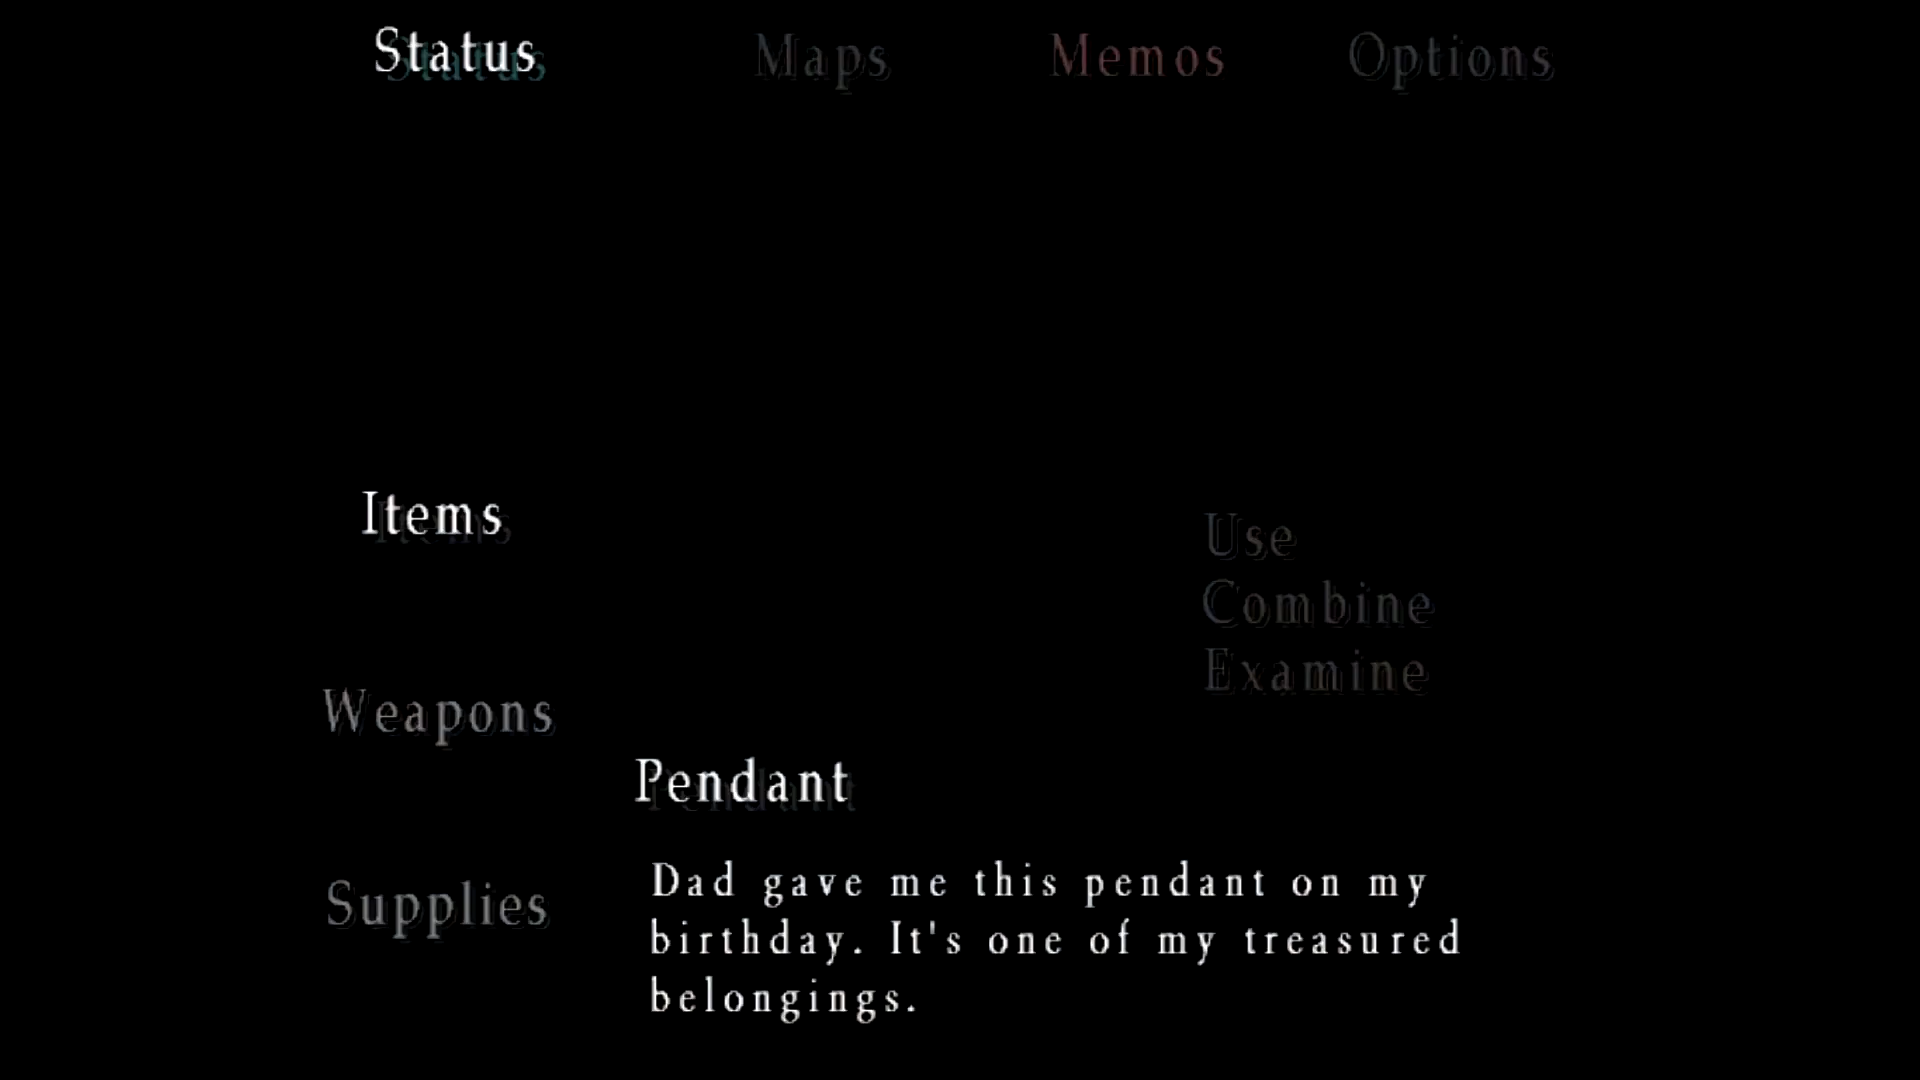 Status Maps Memos Options
Items
Use
Combine
Examine
Weapons
Pendant
Supplies
Dad gave me this pendant on my
birthday. It's one of my treasured
belongings.